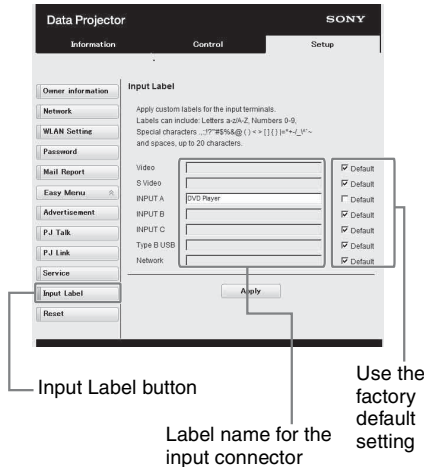 Data Projector
SONY
Information Control Setup
Owner information
Network
WLAN Setting
Password
Mail Report
Easy Menu
Advertisement
PJ Talk
PJ Link
Service
Input Label
Reset
Input Label
Apply custom labels for the input terminals.
Labels can include: Letters a-z/A-Z, Numbers 0-9,
and spaces, up to 20 characters.
Video Default
S Video Default
INPUT A DVD Player Default
INPUT B Default
INPUT C Default
Type B USB Default
Network Default
Apply
Input Label button
Label name for the
input connector
Use the
factory
default
setting